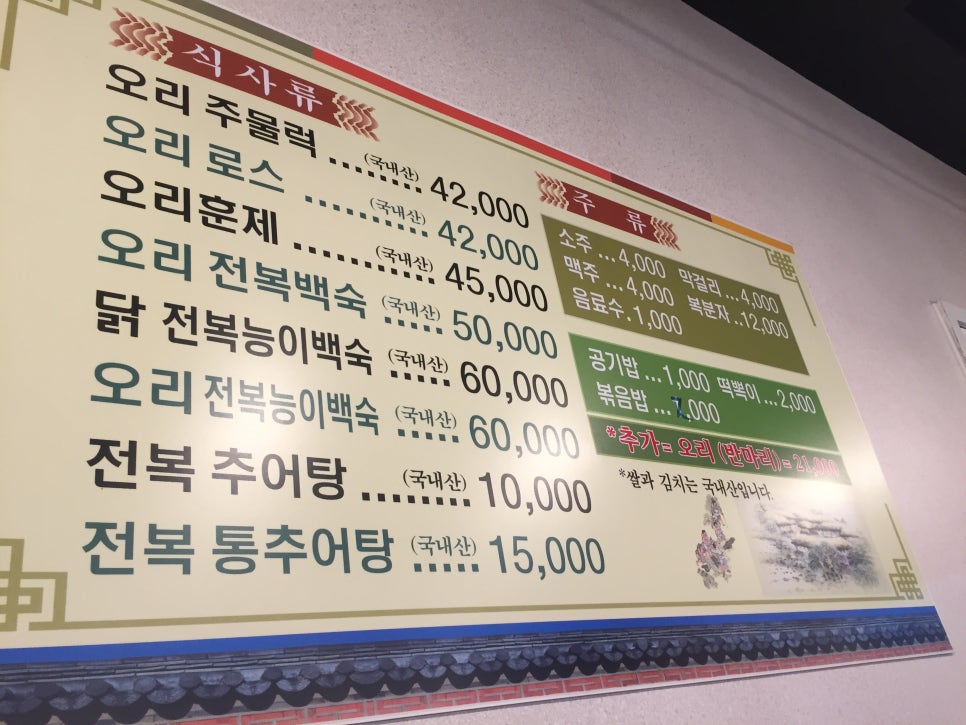 식사류
오리 주물럭 ........ (국내산) 42,000
오리 로스 ......... (국내산) 42,000
오리훈제 .......... (국내산) 45,000
오리 전복백숙 (국내산) ..... 50,000
닭 전복능이백숙 (국내산) ..... 60,000
오리 전복능이백숙 (국내산) ..... 60,000
전복 추어탕 ........ (국내산) 10,000
전복 통추어탕 (국내산) ..... 15,000
주류
소주 ... 4,000 막걸리 ... 4,000
맥주 ... 4,000 복분자 .. 12,000
음료수 . 1,000
공기밥 ... 1,000 떡뽁이 ... 2,000
볶음밥 ...,000
*추가= 오리 (반마리)= 21,000
*쌀과 김치는 국내산입니다.